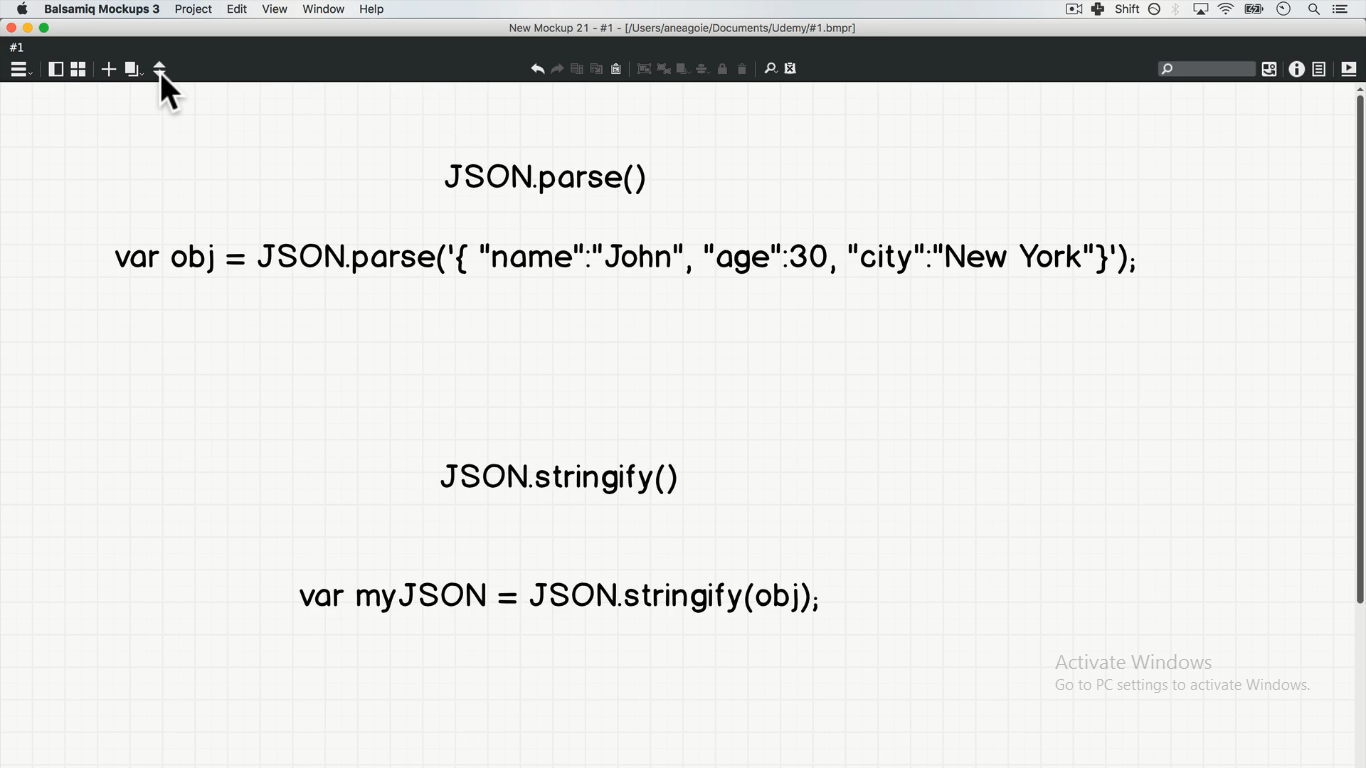 Balsamiq Mockups 3 Project Edit View Window Help Shift
New Mockup 21 - #1 - [/Users/aneagoie/Documents/Udemy/#1.bmpr]
#1
JSON.parse()
var obj = JSON.parse('{ "name":"John", "age":30, "city":"New York"}');
JSON.stringify()
var myJSON = JSON.stringify(obj);
Activate Windows
Go to PC settings to activate Windows.